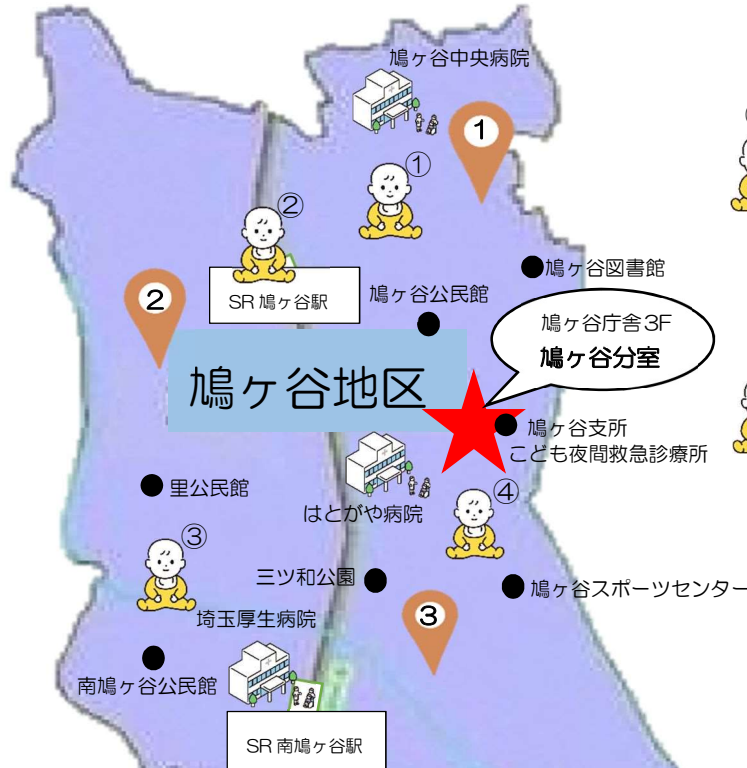 鳩ヶ谷中央病院
①
①
②
SR 鳩ヶ谷駅
②
鳩ヶ谷図書館
鳩ヶ谷公民館
鳩ヶ谷庁舎3F
鳩ヶ谷分室
鳩ヶ谷地区
鳩ヶ谷支所
こども夜間救急診療所
里公民館
はとがや病院
④
③
三ツ和公園
鳩ヶ谷スポーツセンター
埼玉厚生病院
③
南鳩ヶ谷公民館
SR 南鳩ヶ谷駅